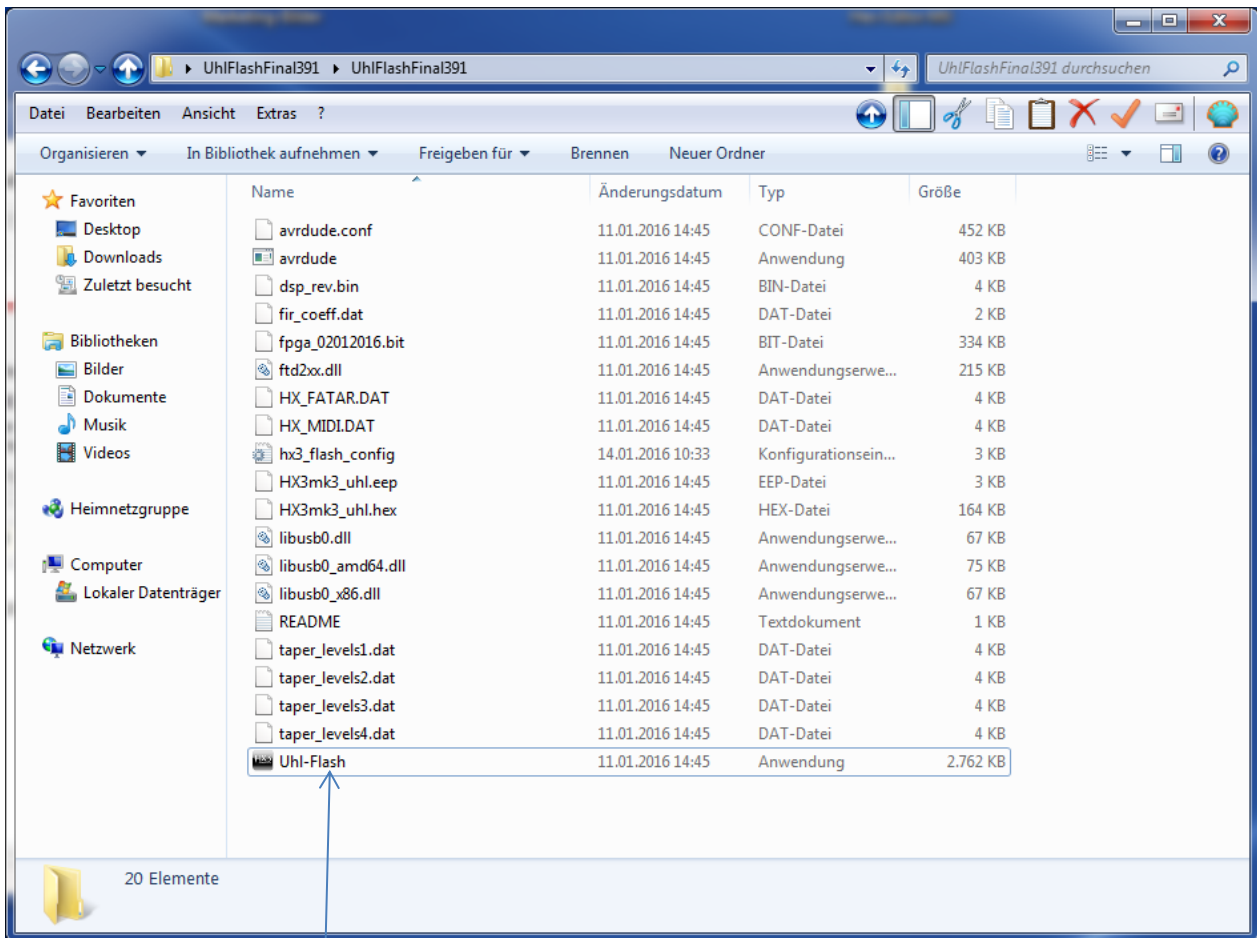 UhlFlashFinal391 ▸ UhlFlashFinal391
UhlFlashFinal391 durchsuchen
Datei Bearbeiten Ansicht Extras ?
Organisieren In Bibliothek aufnehmen Freigeben für Brennen Neuer Ordner
Favoriten
Desktop
Downloads
Zuletzt besucht
Bibliotheken
Bilder
Dokumente
Musik
Videos
Heimnetzgruppe
Computer
Lokaler Datenträger
Netzwerk
Name Änderungsdatum Typ Größe
avrdude.conf 11.01.2016 14:45 CONF-Datei 452 KB
avrdude 11.01.2016 14:45 Anwendung 403 KB
dsp_rev.bin 11.01.2016 14:45 BIN-Datei 4 KB
fir_coeff.dat 11.01.2016 14:45 DAT-Datei 2 KB
fpga_02012016.bit 11.01.2016 14:45 BIT-Datei 334 KB
ftd2xx.dll 11.01.2016 14:45 Anwendungserwe... 215 KB
HX_FATAR.DAT 11.01.2016 14:45 DAT-Datei 4 KB
HX_MIDI.DAT 11.01.2016 14:45 DAT-Datei 4 KB
hx3_flash_config 14.01.2016 10:33 Konfigurationsein... 3 KB
HX3mk3_uhl.eep 11.01.2016 14:45 EEP-Datei 3 KB
HX3mk3_uhl.hex 11.01.2016 14:45 HEX-Datei 164 KB
libusb0.dll 11.01.2016 14:45 Anwendungserwe... 67 KB
libusb0_amd64.dll 11.01.2016 14:45 Anwendungserwe... 75 KB
libusb0_x86.dll 11.01.2016 14:45 Anwendungserwe... 67 KB
README 11.01.2016 14:45 Textdokument 1 KB
taper_levels1.dat 11.01.2016 14:45 DAT-Datei 4 KB
taper_levels2.dat 11.01.2016 14:45 DAT-Datei 4 KB
taper_levels3.dat 11.01.2016 14:45 DAT-Datei 4 KB
taper_levels4.dat 11.01.2016 14:45 DAT-Datei 4 KB
Uhl-Flash 11.01.2016 14:45 Anwendung 2.762 KB
20 Elemente